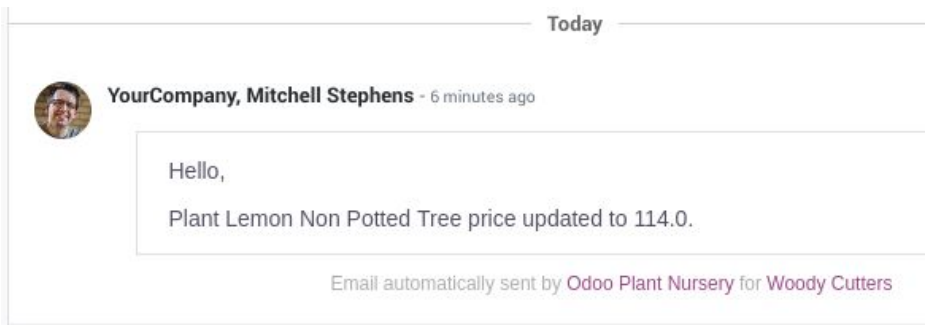 Today
YourCompany, Mitchell Stephens - 6 minutes ago
Hello,
Plant Lemon Non Potted Tree price updated to 114.0.
Email automatically sent by Odoo Plant Nursery for Woody Cutters